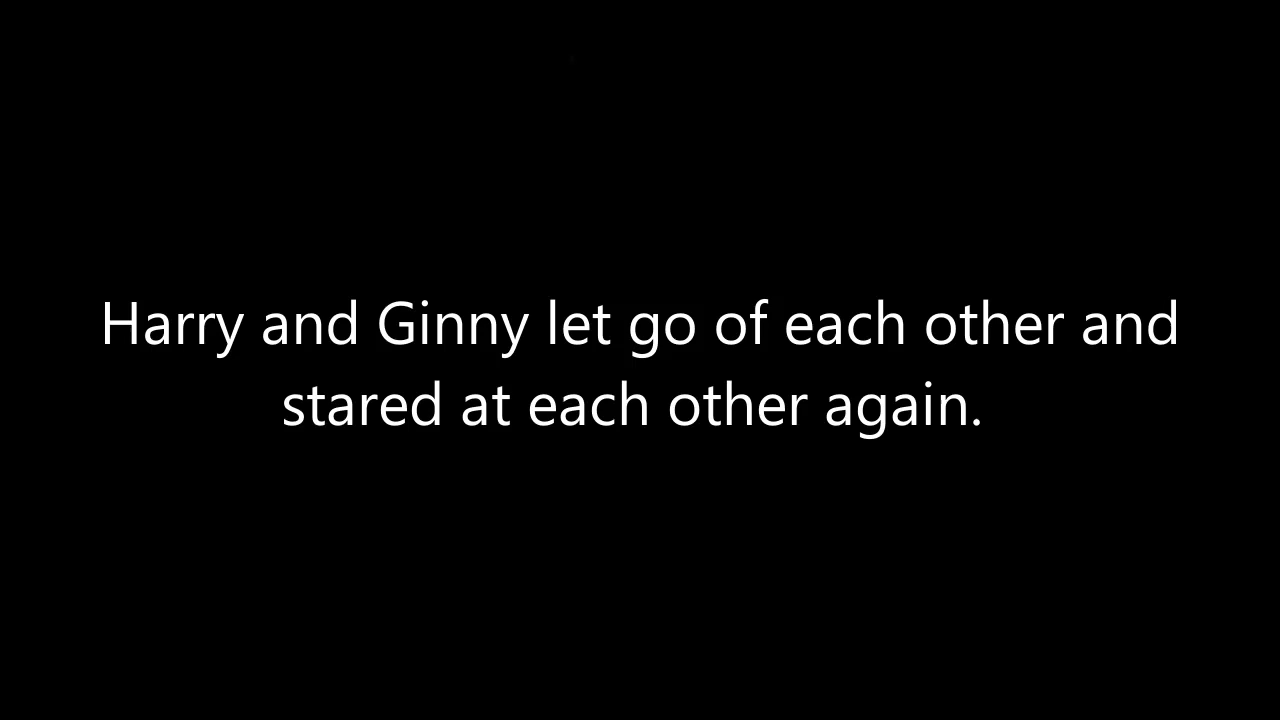 Harry and Ginny let go of each other and
stared at each other again.